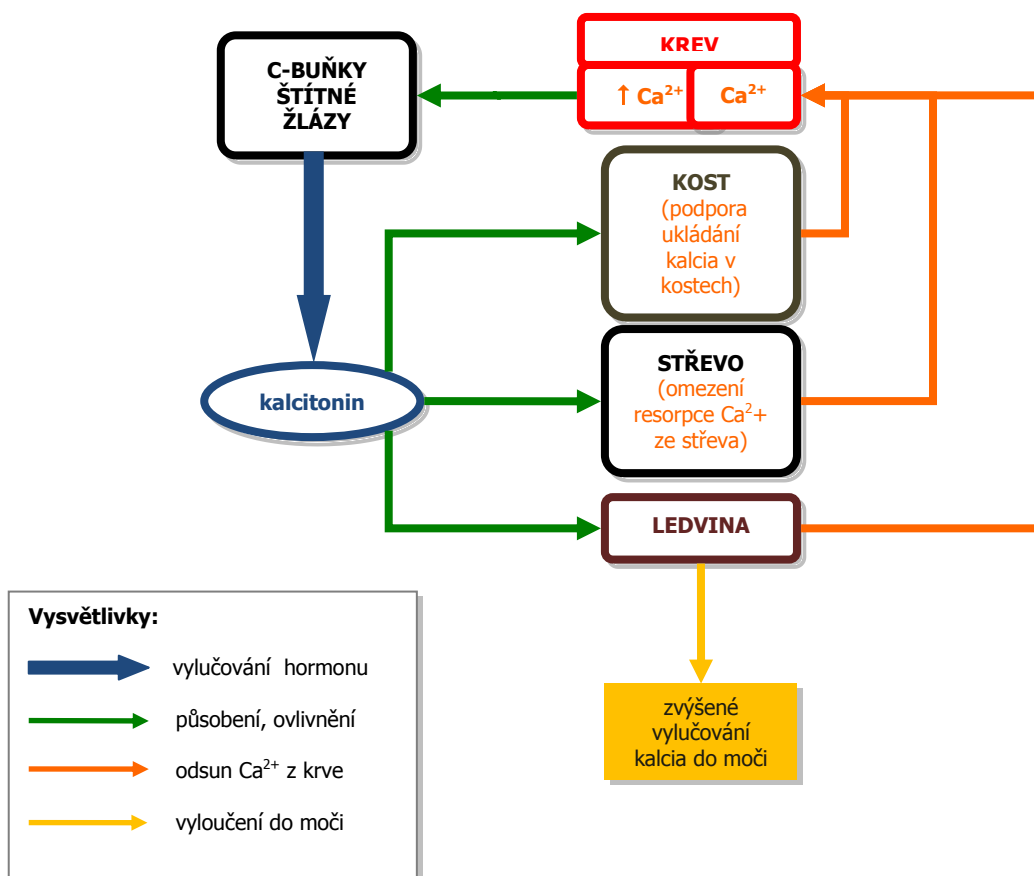 KREV
↑ Ca²⁺
Ca²⁺
C-BUŇKY
ŠTÍTNÉ
ŽLÁZY
KOST
(podpora
ukládání
kalcia v
kostech)
STŘEVO
(omezení
resorpce Ca²+
ze střeva)
kalcitonin
LEDVINA
zvýšené
vylučování
kalcia do moči
Vysvětlivky:
vylučování hormonu
působení, ovlivnění
odsun Ca²⁺ z krve
vyloučení do moči